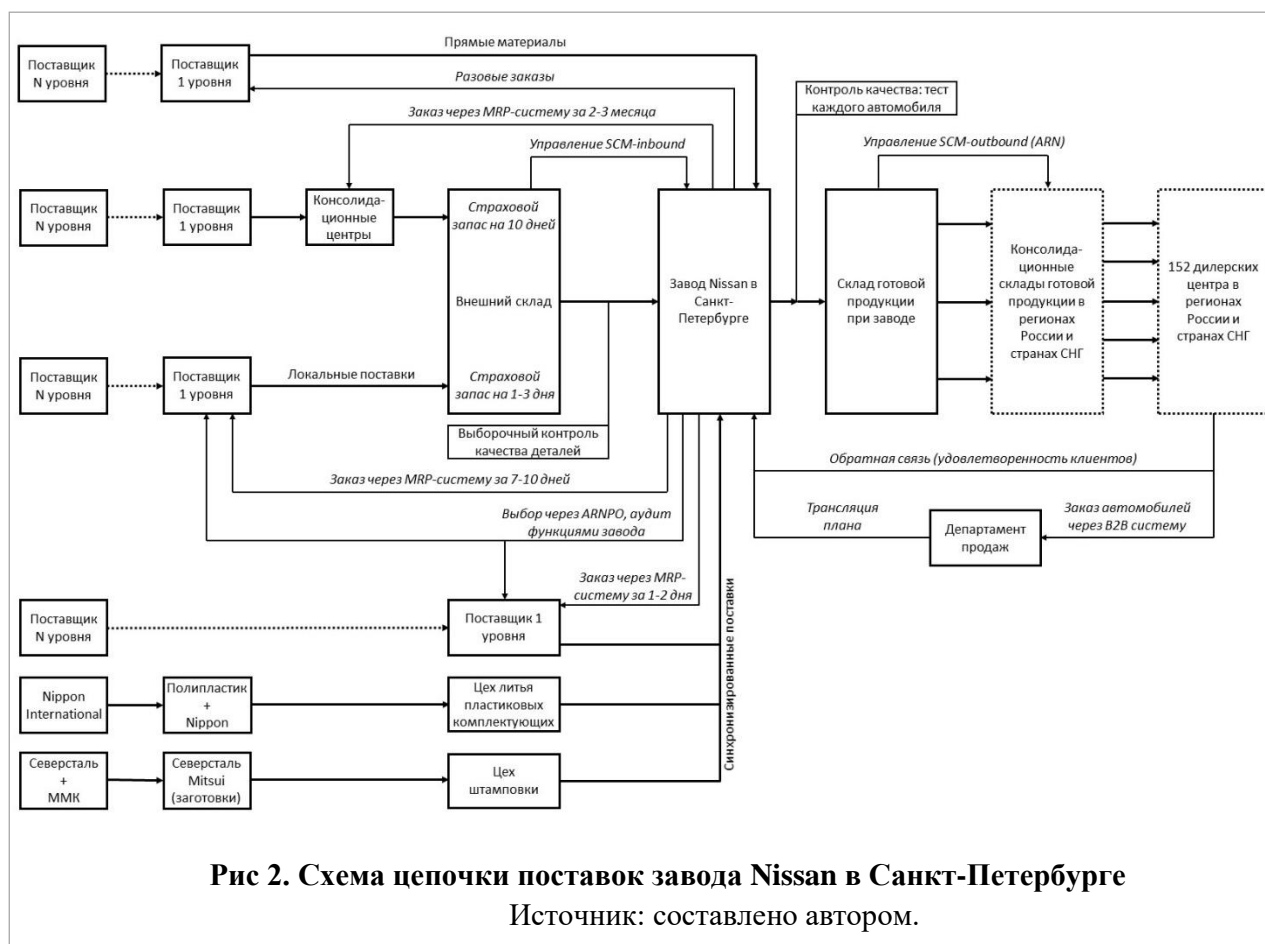 Прямые материалы
Поставщик
N уровня
Поставщик
1 уровня
Разовые заказы
Контроль качества: тест
каждого автомобиля
Заказ через MRP-систему за 2-3 месяца
Управление SCM-inbound
Управление SCM-outbound (ARN)
Поставщик
N уровня
Поставщик
1 уровня
Консолида-
ционные
центры
Страховой
запас на 10 дней
Внешний склад
Страховой
запас на 1-3 дня
Завод Nissan в
Санкт-
Петербурге
Склад готовой
продукции
при заводе
Консолида-
ционные
склады готовой
продукции в
регионах
России и
странах СНГ
152 дилерских
центра в
регионах
России и
странах СНГ
Поставщик
N уровня
Поставщик
1 уровня
Локальные поставки
Выборочный контроль
качества деталей
Обратная связь (удовлетворенность клиентов)
Заказ через MRP-систему за 7-10 дней
Трансляция
плана
Департамент
продаж
Заказ автомобилей
через B2B систему
Выбор через ARNPO, аудит
функциями завода
Заказ через MRP-
систему за 1-2 дня
Поставщик
N уровня
Поставщик 1
уровня
Синхронизированные поставки
Nippon
International
Полипластик
+
Nippon
Цех литья
пластиковых
комплектующих
Северсталь
+
ММК
Северсталь
Mitsui
(заготовки)
Цех
штамповки
Рис 2. Схема цепочки поставок завода Nissan в Санкт-Петербурге
Источник: составлено автором.